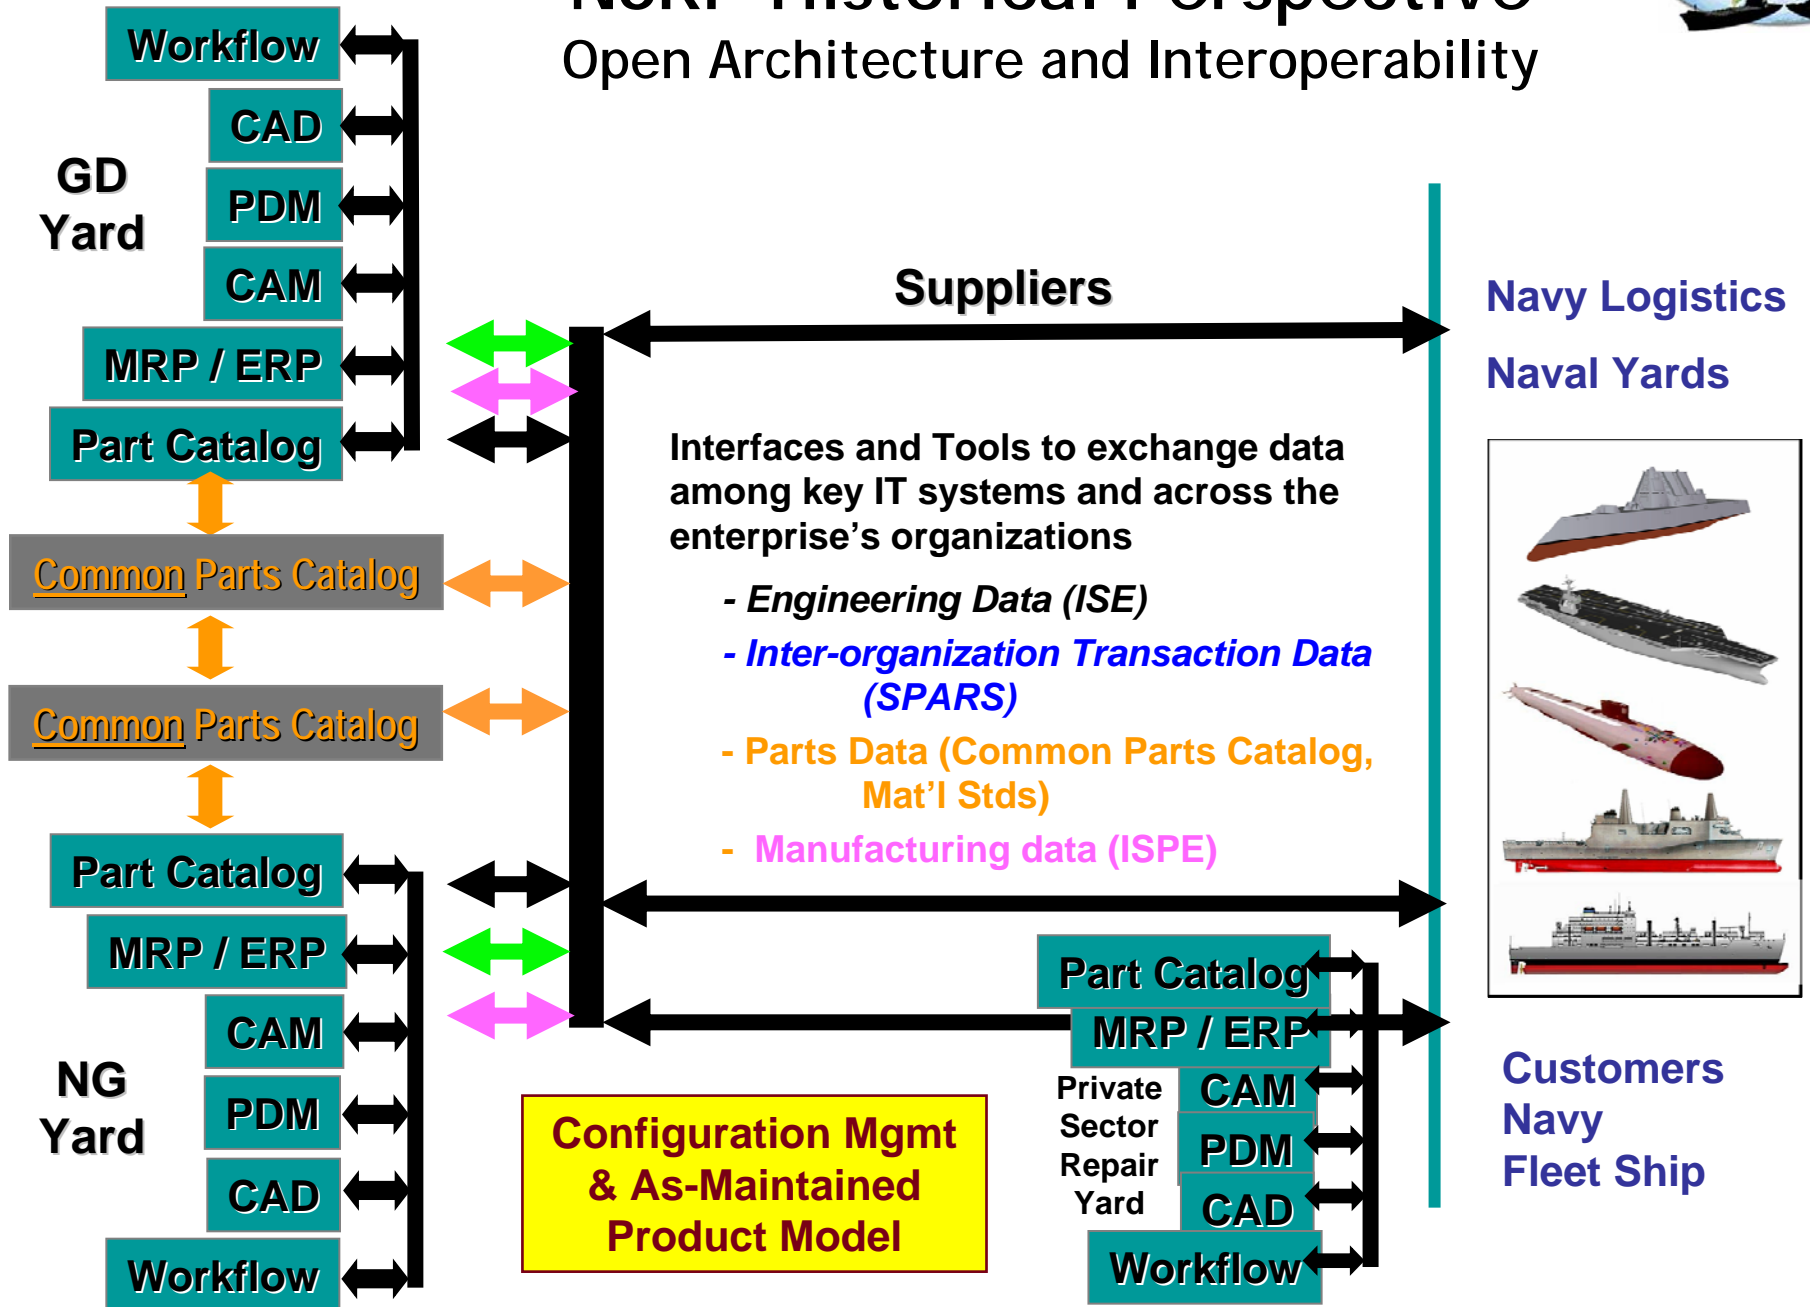 NSRP Historical Perspective
Open Architecture and Interoperability
Workflow
CAD
GD
Yard
PDM
CAM
MRP / ERP
Part Catalog
Common Parts Catalog
Common Parts Catalog
Part Catalog
MRP / ERP
CAM
NG
Yard
PDM
CAD
Workflow
Suppliers
Interfaces and Tools to exchange data
among key IT systems and across the
enterprise’s organizations
- Engineering Data (ISE)
- Inter-organization Transaction Data
(SPARS)
- Parts Data (Common Parts Catalog,
Mat’l Stds)
- Manufacturing data (ISPE)
Configuration Mgmt
& As-Maintained
Product Model
Part Catalog
MRP / ERP
Private
Sector
Repair
Yard
CAM
PDM
CAD
Workflow
Navy Logistics
Naval Yards
Customers
Navy
Fleet Ship